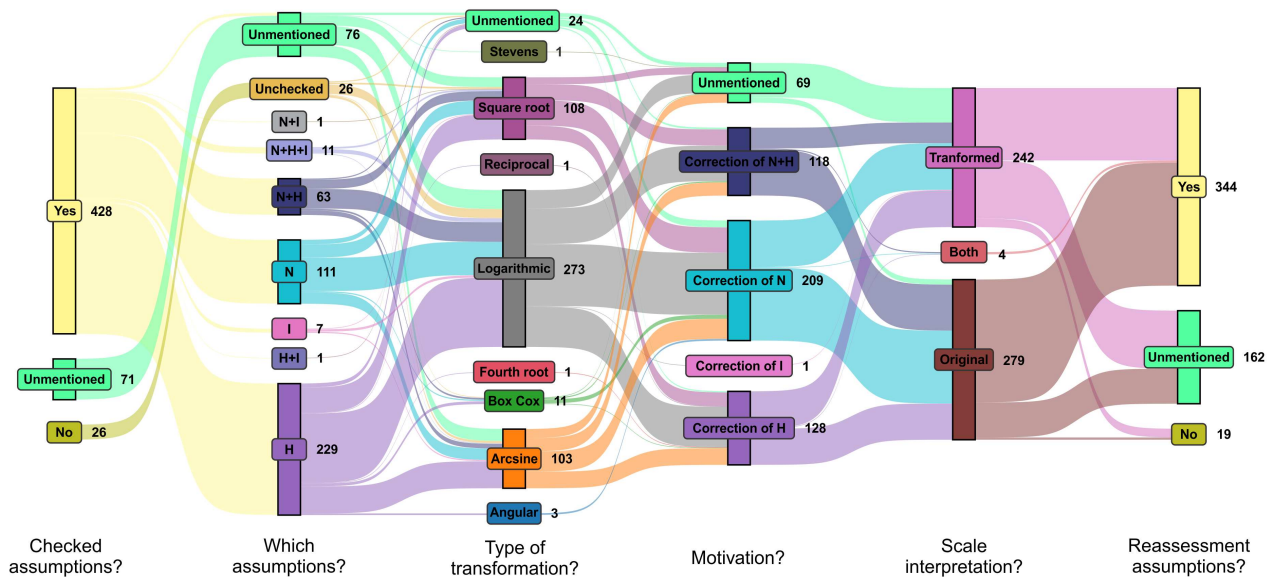 Yes 428
Unmentioned 71
No 26
Checked
assumptions?
Unmentioned 76
Unchecked 26
N+I 1
N+H+I 11
N+H 63
N 111
I 7
H+I 1
H 229
Which
assumptions?
Unmentioned 24
Stevens 1
Square root 108
Reciprocal 1
Logarithmic 273
Fourth root 1
Box Cox 11
Arcsine 103
Angular 3
Type of
transformation?
Unmentioned 69
Correction of N+H 118
Correction of N 209
Correction of I 1
Correction of H 128
Motivation?
Tranformed 242
Both 4
Original 279
Scale
interpretation?
Yes 344
Unmentioned 162
No 19
Reassessment
assumptions?